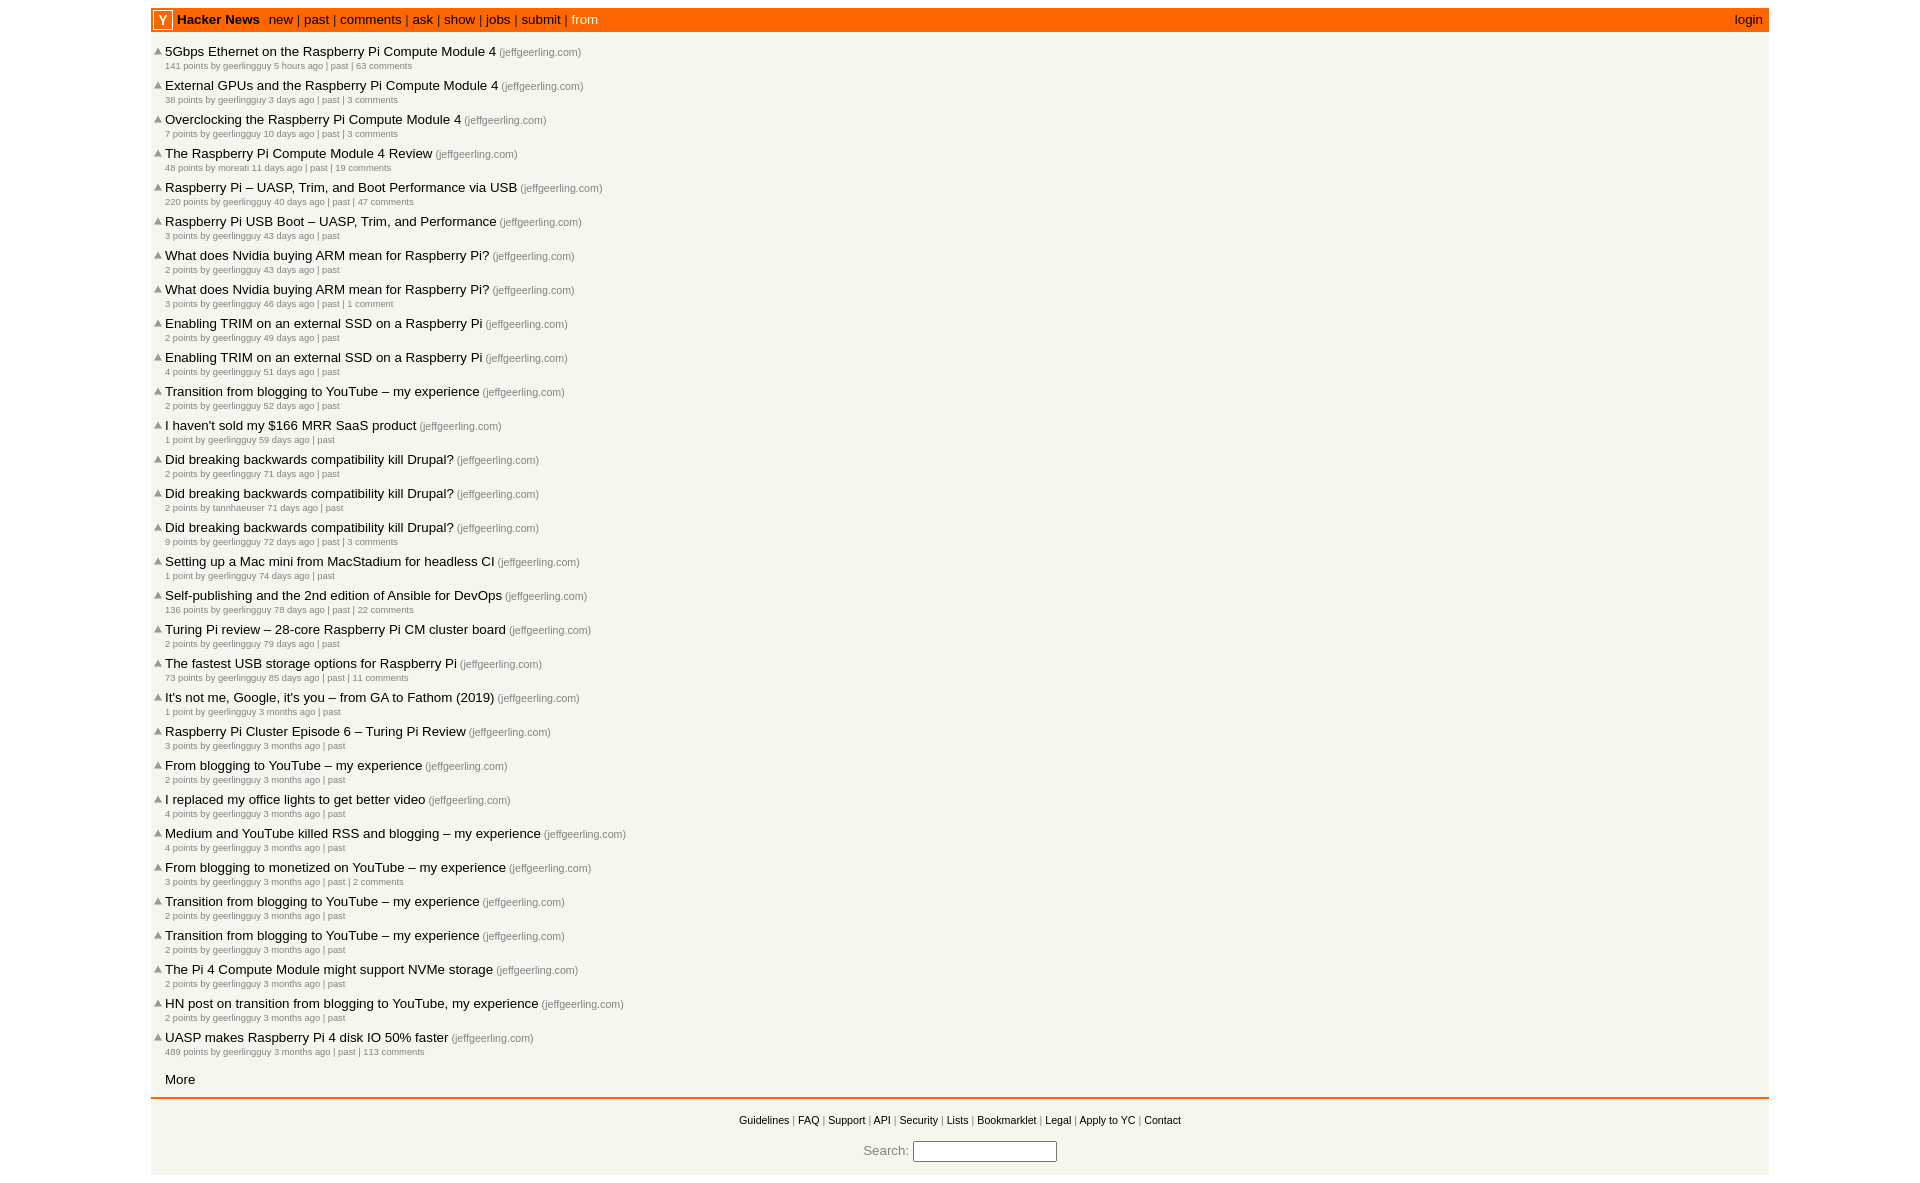 Y Hacker News new | past | comments | ask | show | jobs | submit | from login
5Gbps Ethernet on the Raspberry Pi Compute Module 4 (jeffgeerling.com)
141 points by geerlingguy 5 hours ago | past | 63 comments
External GPUs and the Raspberry Pi Compute Module 4 (jeffgeerling.com)
38 points by geerlingguy 3 days ago | past | 3 comments
Overclocking the Raspberry Pi Compute Module 4 (jeffgeerling.com)
7 points by geerlingguy 10 days ago | past | 3 comments
The Raspberry Pi Compute Module 4 Review (jeffgeerling.com)
48 points by moreati 11 days ago | past | 19 comments
Raspberry Pi – UASP, Trim, and Boot Performance via USB (jeffgeerling.com)
220 points by geerlingguy 40 days ago | past | 47 comments
Raspberry Pi USB Boot – UASP, Trim, and Performance (jeffgeerling.com)
3 points by geerlingguy 43 days ago | past
What does Nvidia buying ARM mean for Raspberry Pi? (jeffgeerling.com)
2 points by geerlingguy 43 days ago | past
What does Nvidia buying ARM mean for Raspberry Pi? (jeffgeerling.com)
3 points by geerlingguy 46 days ago | past | 1 comment
Enabling TRIM on an external SSD on a Raspberry Pi (jeffgeerling.com)
2 points by geerlingguy 49 days ago | past
Enabling TRIM on an external SSD on a Raspberry Pi (jeffgeerling.com)
4 points by geerlingguy 51 days ago | past
Transition from blogging to YouTube – my experience (jeffgeerling.com)
2 points by geerlingguy 52 days ago | past
I haven't sold my $166 MRR SaaS product (jeffgeerling.com)
1 point by geerlingguy 59 days ago | past
Did breaking backwards compatibility kill Drupal? (jeffgeerling.com)
2 points by geerlingguy 71 days ago | past
Did breaking backwards compatibility kill Drupal? (jeffgeerling.com)
2 points by tannhaeuser 71 days ago | past
Did breaking backwards compatibility kill Drupal? (jeffgeerling.com)
9 points by geerlingguy 72 days ago | past | 3 comments
Setting up a Mac mini from MacStadium for headless CI (jeffgeerling.com)
1 point by geerlingguy 74 days ago | past
Self-publishing and the 2nd edition of Ansible for DevOps (jeffgeerling.com)
136 points by geerlingguy 78 days ago | past | 22 comments
Turing Pi review – 28-core Raspberry Pi CM cluster board (jeffgeerling.com)
2 points by geerlingguy 79 days ago | past
The fastest USB storage options for Raspberry Pi (jeffgeerling.com)
73 points by geerlingguy 85 days ago | past | 11 comments
It's not me, Google, it's you – from GA to Fathom (2019) (jeffgeerling.com)
1 point by geerlingguy 3 months ago | past
Raspberry Pi Cluster Episode 6 – Turing Pi Review (jeffgeerling.com)
3 points by geerlingguy 3 months ago | past
From blogging to YouTube – my experience (jeffgeerling.com)
2 points by geerlingguy 3 months ago | past
I replaced my office lights to get better video (jeffgeerling.com)
4 points by geerlingguy 3 months ago | past
Medium and YouTube killed RSS and blogging – my experience (jeffgeerling.com)
4 points by geerlingguy 3 months ago | past
From blogging to monetized on YouTube – my experience (jeffgeerling.com)
3 points by geerlingguy 3 months ago | past | 2 comments
Transition from blogging to YouTube – my experience (jeffgeerling.com)
2 points by geerlingguy 3 months ago | past
Transition from blogging to YouTube – my experience (jeffgeerling.com)
2 points by geerlingguy 3 months ago | past
The Pi 4 Compute Module might support NVMe storage (jeffgeerling.com)
2 points by geerlingguy 3 months ago | past
HN post on transition from blogging to YouTube, my experience (jeffgeerling.com)
2 points by geerlingguy 3 months ago | past
UASP makes Raspberry Pi 4 disk IO 50% faster (jeffgeerling.com)
489 points by geerlingguy 3 months ago | past | 113 comments
More
Guidelines | FAQ | Support | API | Security | Lists | Bookmarklet | Legal | Apply to YC | Contact
Search: